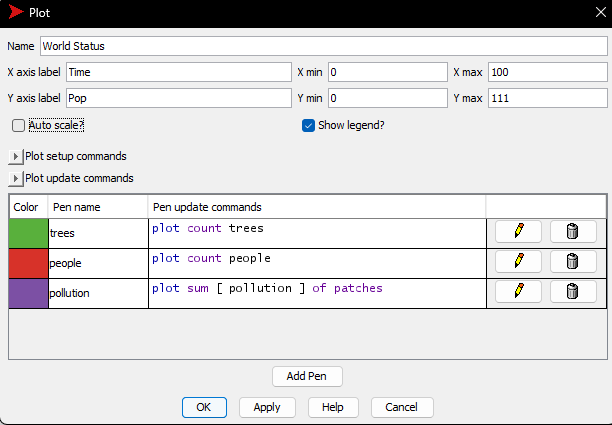 Plot
Name World Status
X axis label Time X min 0 X max 100
Y axis label Pop Y min 0 Y max 111
Auto scale? Show legend?
Plot setup commands
Plot update commands
Color Pen name Pen update commands
trees plot count trees
people plot count people
pollution plot sum [ pollution ] of patches
Add Pen
OK Apply Help Cancel